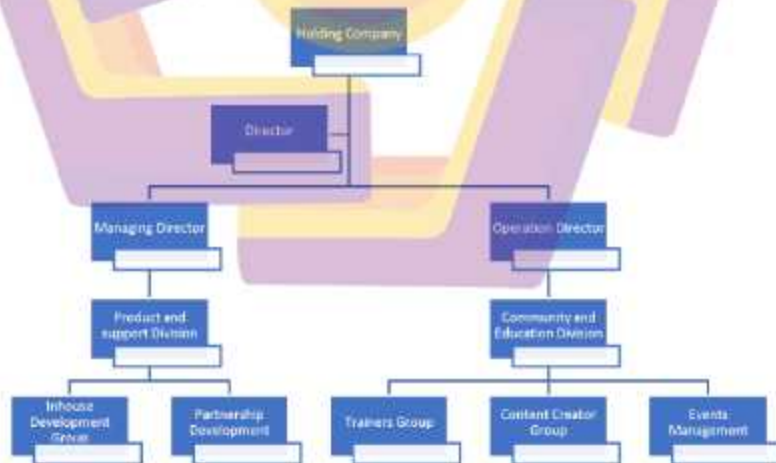 Holding Company
Director
Managing Director
Operation Director
Product and
support Division
Community and
Education Division
Inhouse
Development
Group
Partnership
Development
Trainers Group
Content Creator
Group
Events
Management